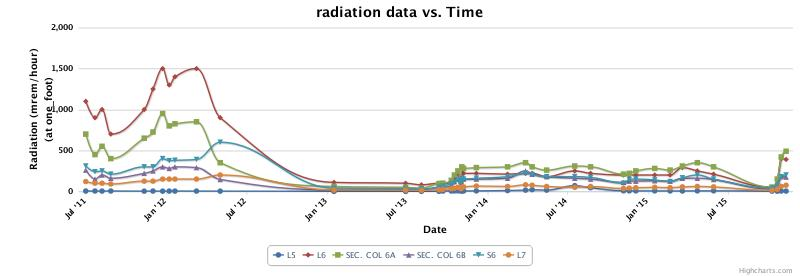 radiation data vs. Time
Radiation (mrem/hour)
(at one_foot)
2,000
1,500
1,000
500
0
Jul '11
Jan '12
Jul '12
Jan '13
Jul '13
Jan '14
Jul '14
Jan '15
Jul '15
Date
L5 L6 SEC. COL 6A SEC. COL 6B S6 L7
Highcharts.com